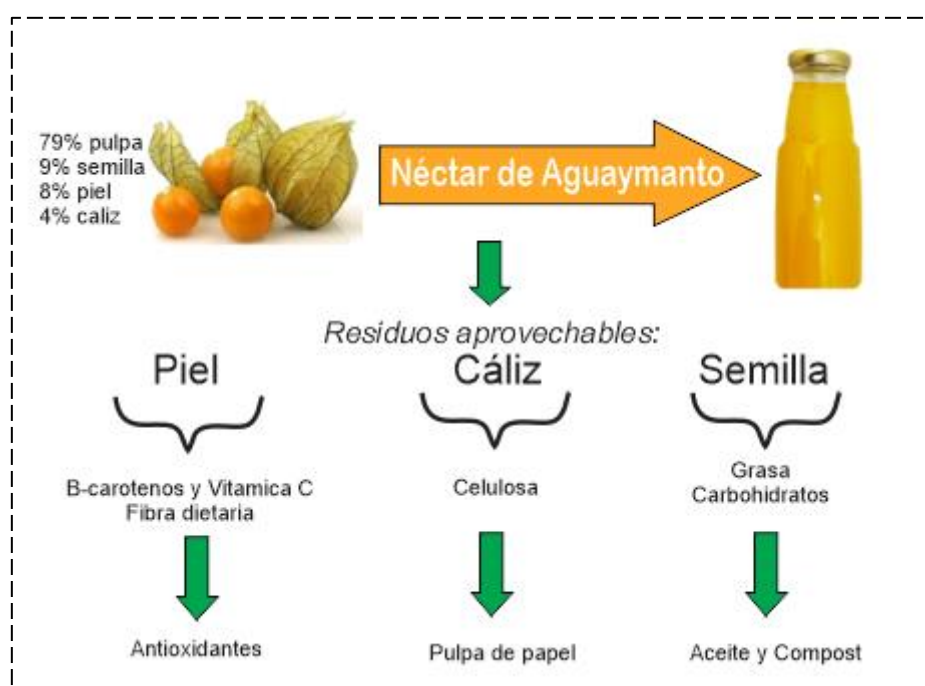 79% pulpa
9% semilla
8% piel
4% caliz
Néctar de Aguaymanto
Residuos aprovechables:
Piel
Cáliz
Semilla
B-carotenos y Vitamica C
Fibra dietaria
Celulosa
Grasa
Carbohidratos
Antioxidantes
Pulpa de papel
Aceite y Compost